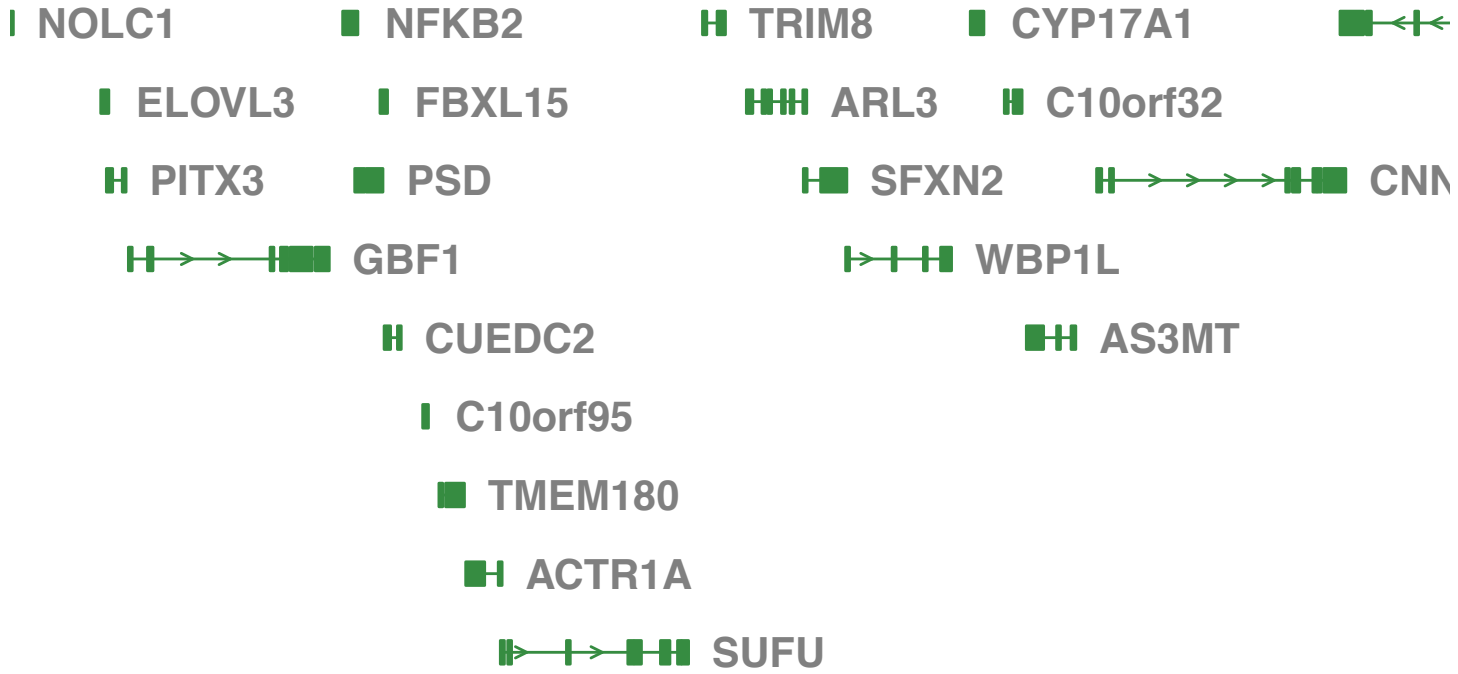 NOLC1 NFKB2 TRIM8 CYP17A1
ELOVL3 FBXL15 ARL3 C10orf32
PITX3 PSD SFXN2 CNN
GBF1 WBP1L
CUEDC2 AS3MT
C10orf95
TMEM180
ACTR1A
SUFU